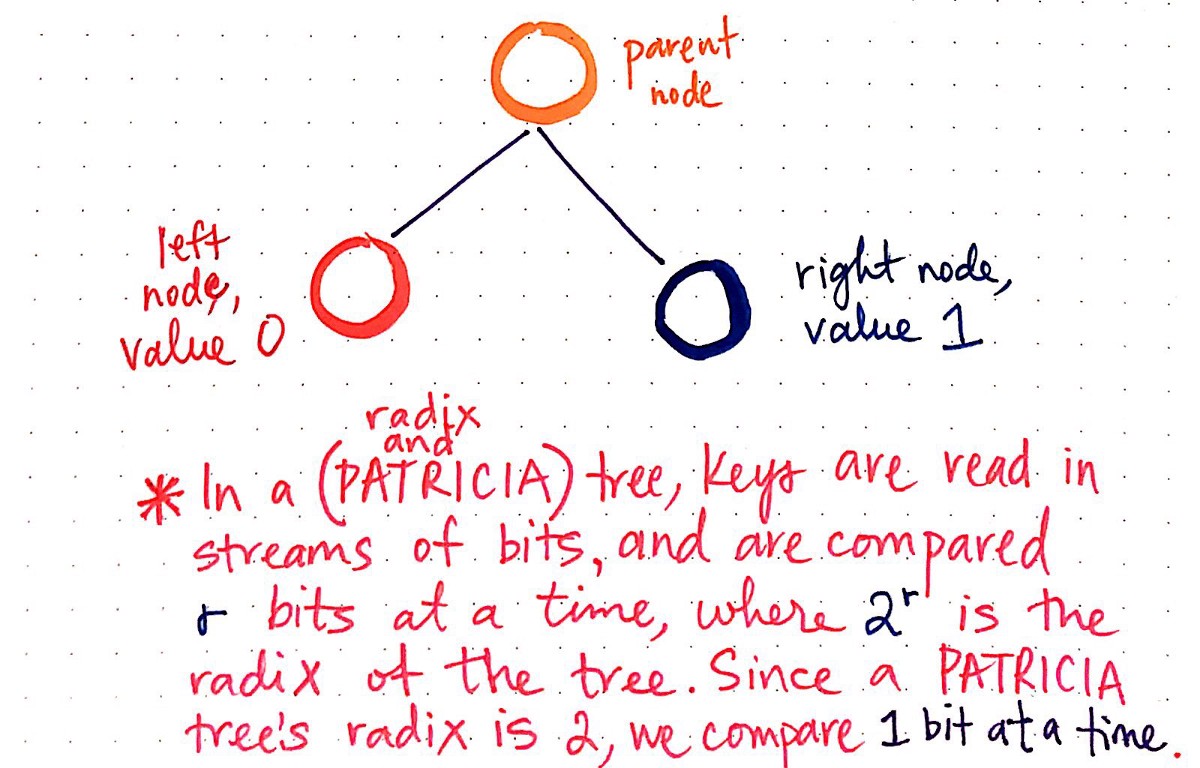 parent
node
left
node,
value 0
right node,
value 1
radix
and
* In a (PATRICIA) tree, keys are read in
streams of bits, and are compared
r bits at a time, where 2ʳ is the
radix of the tree. Since a PATRICIA
tree's radix is 2, we compare 1 bit at a time.